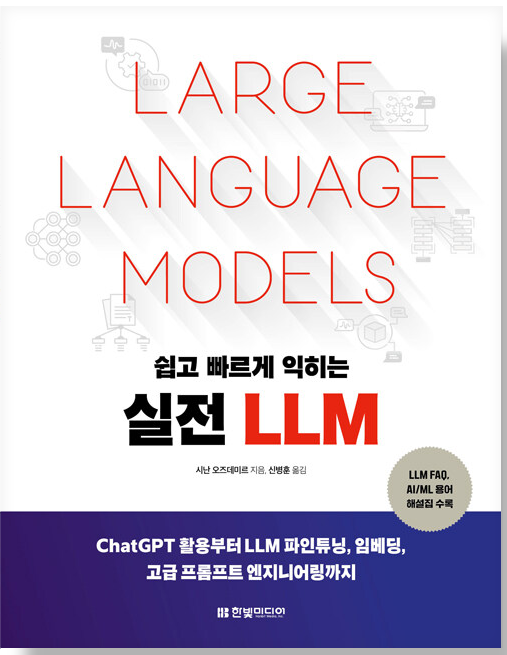 LARGE
LANGUAGE
MODELS
쉽고 빠르게 익히는
실전 LLM
시난 오즈데미르 지음, 신병훈 옮김
LLM FAQ,
AI/ML 용어
해설집 수록
ChatGPT 활용부터 LLM 파인튜닝, 임베딩,
고급 프롬프트 엔지니어링까지
한빛미디어